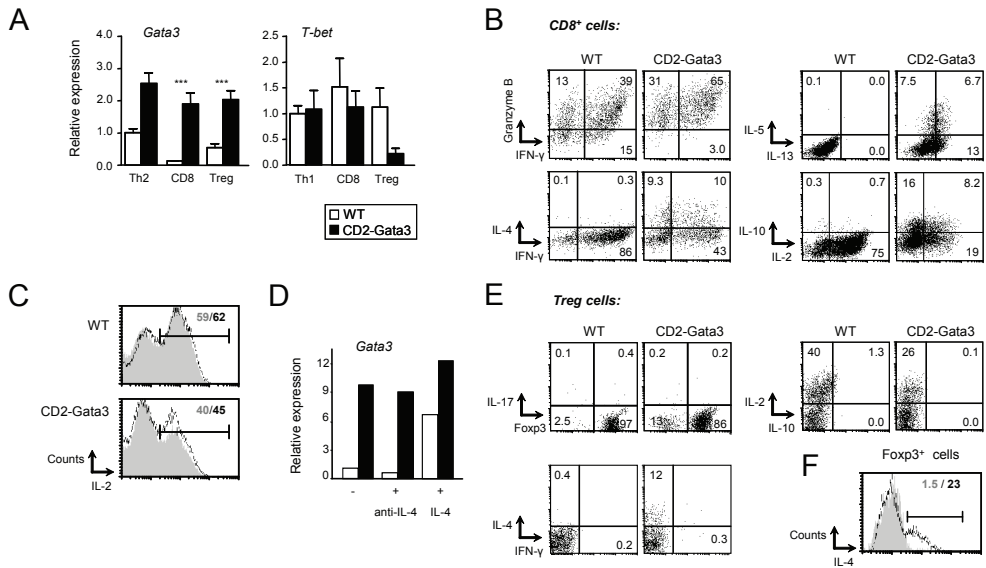 A
Gata3
T-bet
Relative expression
4.0
3.0
2.0
1.0
0.0
*** ***
Th2 CD8 Treg
2.5
2.0
1.5
1.0
0.5
0.0
Th1 CD8 Treg
WT
CD2-Gata3
B
CD8+ cells:
WT CD2-Gata3
Granzyme B
IFN-γ
13 39
15
31 65
3.0
IL-4
IFN-γ
0.1 0.3
86
9.3 10
43
WT CD2-Gata3
IL-5
IL-13
0.1 0.0
0.0
7.5 6.7
13
IL-10
IL-2
0.3 0.7
75
16 8.2
19
C
WT
59/62
CD2-Gata3
40/45
Counts
IL-2
D
Gata3
Relative expression
12
9
6
3
0
- + +
anti-IL-4 IL-4
E
Treg cells:
WT CD2-Gata3
IL-17
Foxp3
0.1 0.4
2.5 97
0.2 0.2
13 86
IL-4
IFN-γ
0.4
0.2
12
0.3
WT CD2-Gata3
IL-2
IL-10
40 1.3
0.0
26 0.1
0.0
F
Foxp3+ cells
1.5 / 23
Counts
IL-4